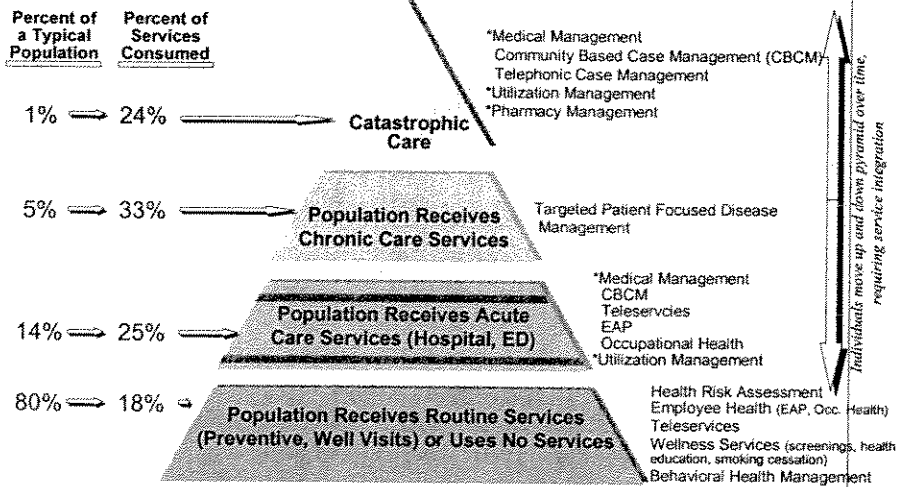 Percent of
a Typical
Population
Percent of
Services
Consumed
*Medical Management
Community Based Case Management (CBCM)
Telephonic Case Management
*Utilization Management
*Pharmacy Management
1%
24%
Catastrophic
Care
5%
33%
Population Receives
Chronic Care Services
Targeted Patient Focused Disease
Management
14%
25%
Population Receives Acute
Care Services (Hospital, ED)
*Medical Management
CBCM
Teleservcies
EAP
Occupational Health
*Utilization Management
80%
18%
Population Receives Routine Services
(Preventive, Well Visits) or Uses No Services
Health Risk Assessment
Employee Health (EAP, Occ. Health)
Teleservices
Wellness Services (screenings, health
education, smoking cessation)
Behavioral Health Management
Individuals move up and down pyramid over time,
requiring service integration